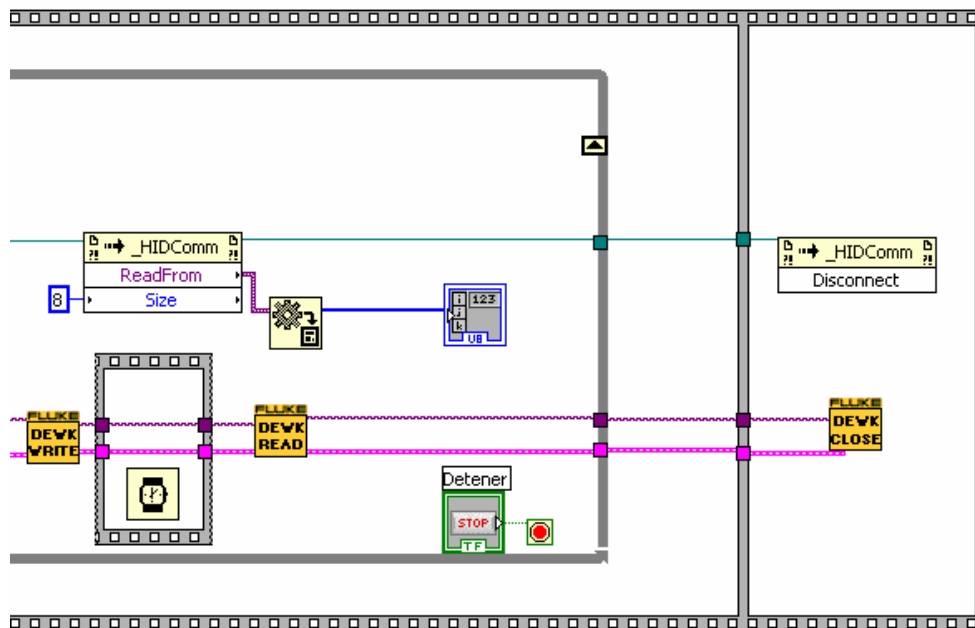 _HIDComm
ReadFrom
8
Size
i
j
k
123
U8
_HIDComm
Disconnect
FLUKE
DEWK
WRITE
FLUKE
DEWK
READ
FLUKE
DEWK
CLOSE
Detener
STOP
TF